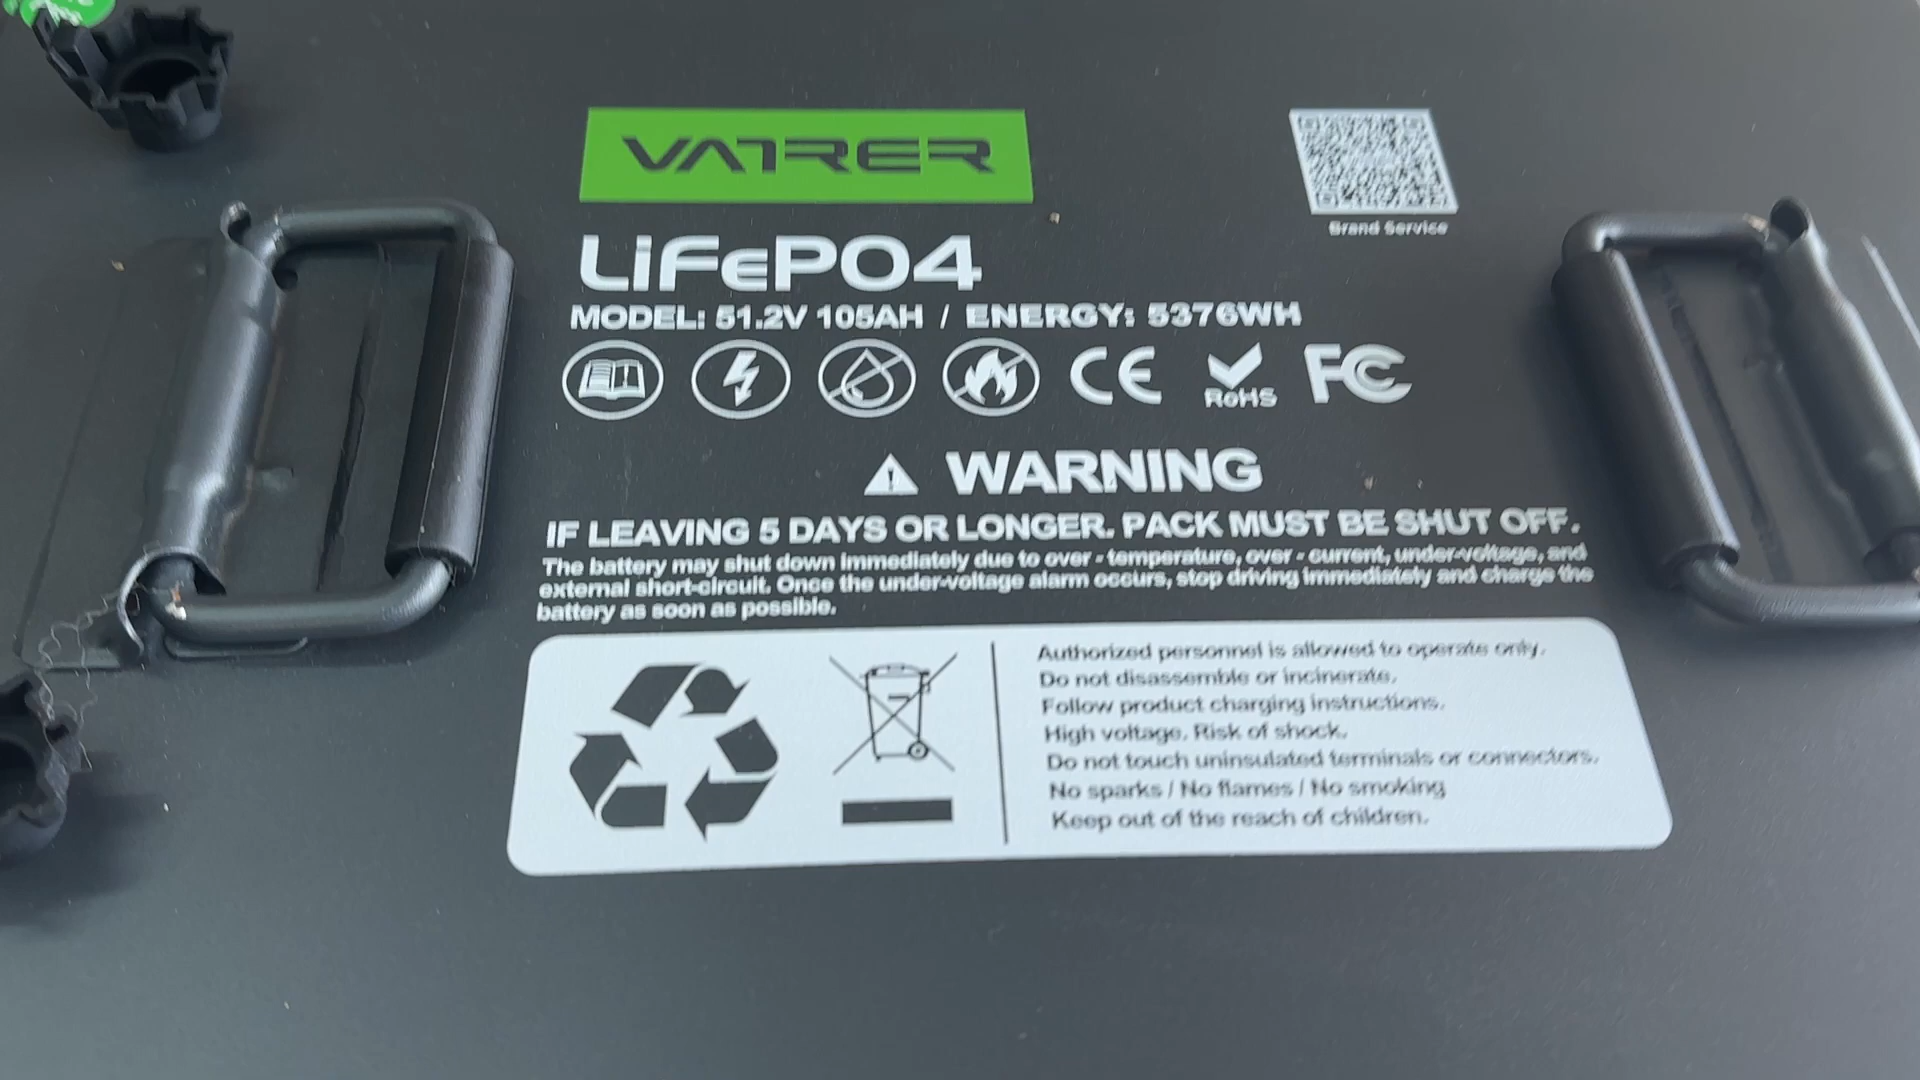 VATRER
Brand Service
LiFePO4
MODEL: 51.2V 105AH / ENERGY: 5376WH
CE RoHS FC
WARNING
IF LEAVING 5 DAYS OR LONGER. PACK MUST BE SHUT OFF.
The battery may shut down immediately due to over - temperature, over - current, under-voltage, and
external short-circuit. Once the under-voltage alarm occurs, stop driving immediately and charge the
battery as soon as possible.
Authorized personnel is allowed to operate only.
Do not disassemble or incinerate.
Follow product charging instructions.
High voltage. Risk of shock.
Do not touch uninsulated terminals or connectors.
No sparks / No flames / No smoking
Keep out of the reach of children.